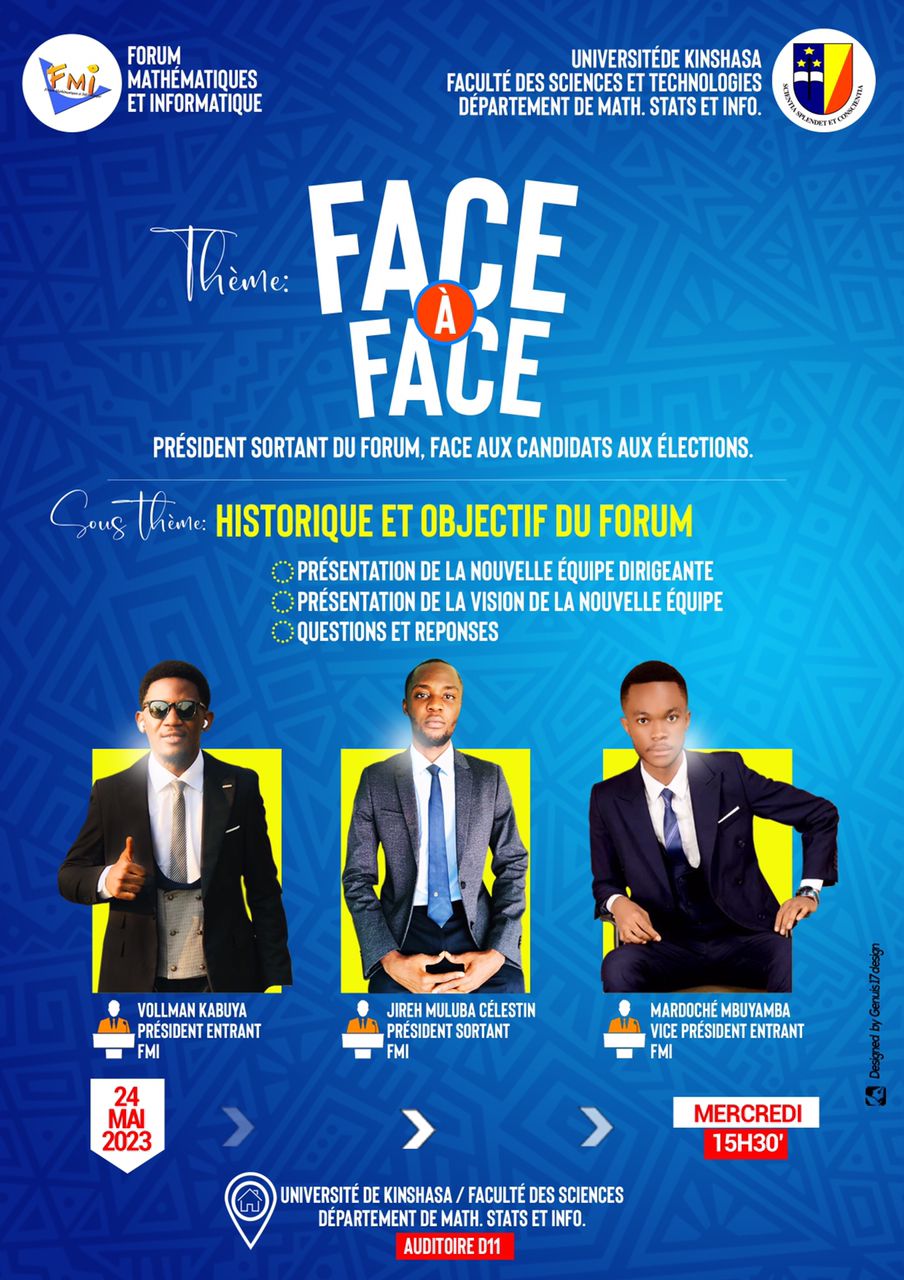 FMi
FORUM
MATHÉMATIQUES
ET INFORMATIQUE
UNIVERSITÉDE KINSHASA
FACULTÉ DES SCIENCES ET TECHNOLOGIES
DÉPARTEMENT DE MATH. STATS ET INFO.
SCIENTIA SPLENDET ET CONSCIENTIA
Thème:
FACE
À
FACE
PRÉSIDENT SORTANT DU FORUM, FACE AUX CANDIDATS AUX ÉLECTIONS.
Sous thème: HISTORIQUE ET OBJECTIF DU FORUM
PRÉSENTATION DE LA NOUVELLE ÉQUIPE DIRIGEANTE
PRÉSENTATION DE LA VISION DE LA NOUVELLE ÉQUIPE
QUESTIONS ET REPONSES
VOLLMAN KABUYA
PRÉSIDENT ENTRANT
FMI
JIREH MULUBA CÉLESTIN
PRÉSIDENT SORTANT
FMI
MARDOCHÉ MBUYAMBA
VICE PRÉSIDENT ENTRANT
FMI
Designed by Genuis17 design
24
MAI
2023
MERCREDI
15H30'
UNIVERSITÉ DE KINSHASA / FACULTÉ DES SCIENCES
DÉPARTEMENT DE MATH. STATS ET INFO.
AUDITOIRE D11